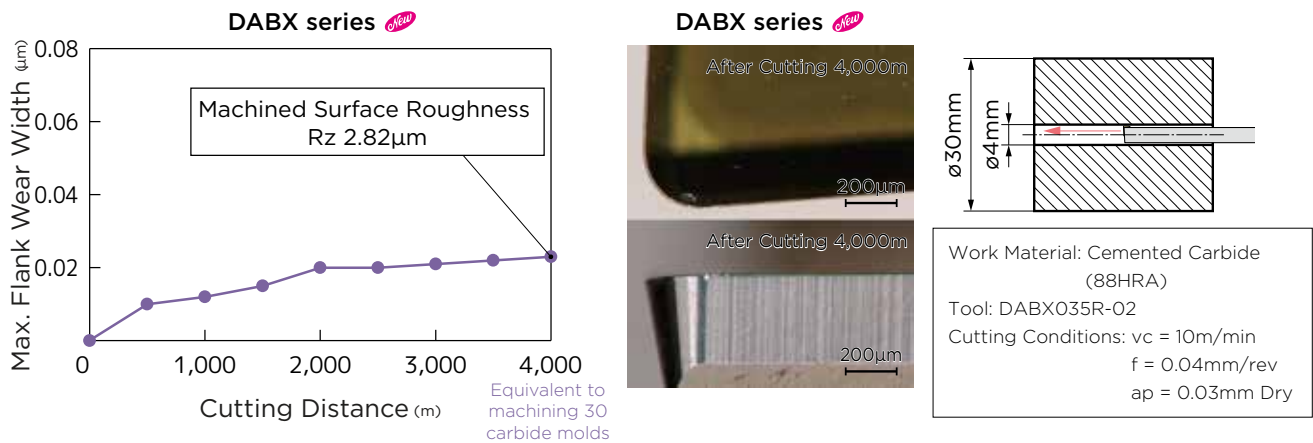 DABX series New
Max. Flank Wear Width (μm)
0.08
0.06
0.04
0.02
0
Machined Surface Roughness
Rz 2.82μm
0
1,000
2,000
3,000
4,000
Equivalent to
machining 30
carbide molds
Cutting Distance (m)
DABX series New
After Cutting 4,000m
200μm
After Cutting 4,000m
200μm
ø30mm
ø4mm
Work Material: Cemented Carbide
(88HRA)
Tool: DABX035R-02
Cutting Conditions: vc = 10m/min
f = 0.04mm/rev
ap = 0.03mm Dry